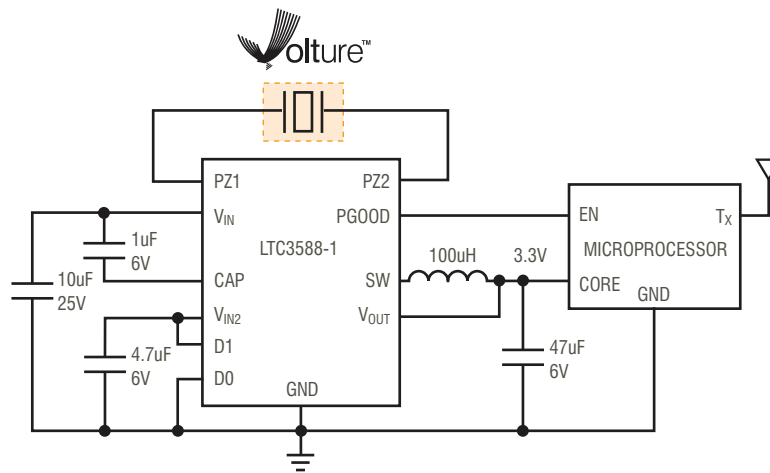 Volture™
PZ1
PZ2
VIN
PGOOD
LTC3588-1
1uF
6V
10uF
25V
CAP
SW
100uH
3.3V
VIN2
VOUT
4.7uF
6V
D1
D0
GND
47uF
6V
EN
TX
MICROPROCESSOR
CORE
GND